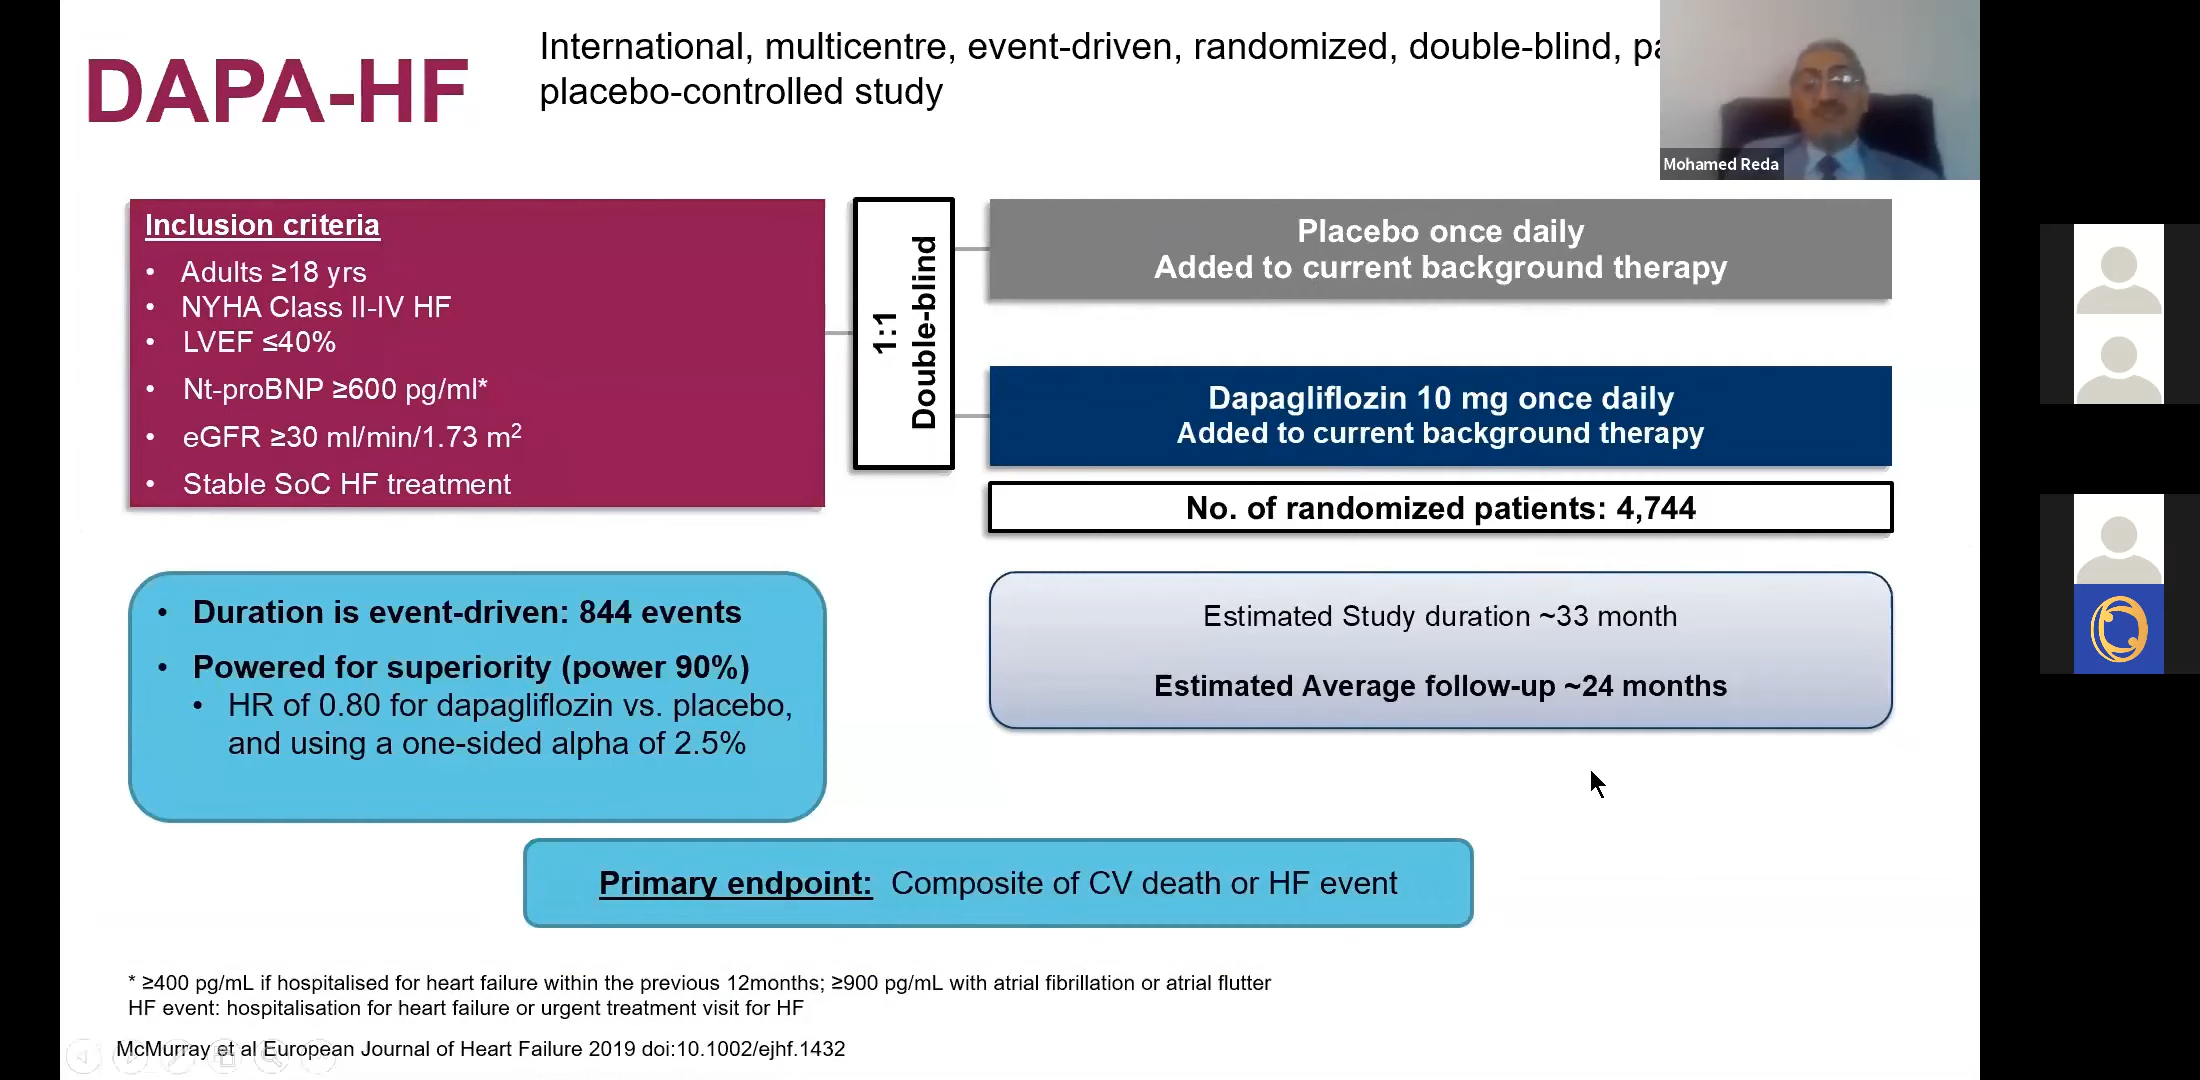 DAPA-HF
International, multicentre, event-driven, randomized, double-blind,
placebo-controlled study
Mohamed Reda
Inclusion criteria
• Adults ≥18 yrs
• NYHA Class II-IV HF
• LVEF ≤40%
• Nt-proBNP ≥600 pg/ml*
• eGFR ≥30 ml/min/1.73 m²
• Stable SoC HF treatment
1:1
Double-blind
Placebo once daily
Added to current background therapy
Dapagliflozin 10 mg once daily
Added to current background therapy
No. of randomized patients: 4,744
• Duration is event-driven: 844 events
• Powered for superiority (power 90%)
• HR of 0.80 for dapagliflozin vs. placebo,
and using a one-sided alpha of 2.5%
Estimated Study duration ~33 month
Estimated Average follow-up ~24 months
Primary endpoint: Composite of CV death or HF event
* ≥400 pg/mL if hospitalised for heart failure within the previous 12months; ≥900 pg/mL with atrial fibrillation or atrial flutter
HF event: hospitalisation for heart failure or urgent treatment visit for HF
McMurray et al European Journal of Heart Failure 2019 doi:10.1002/ejhf.1432